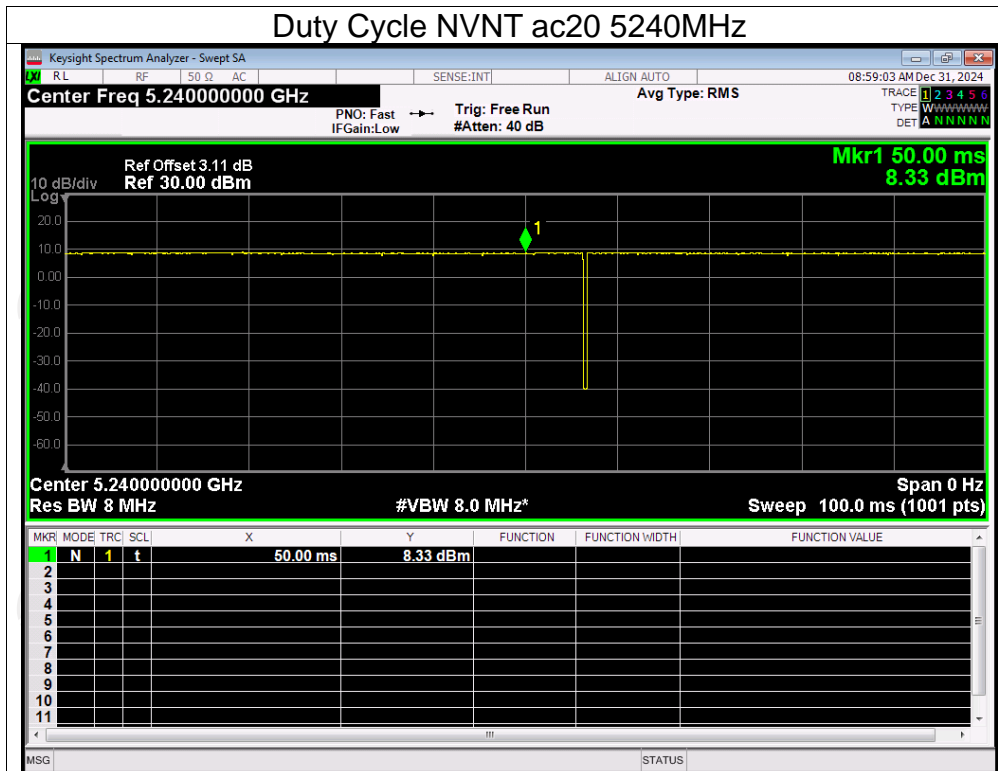 Duty Cycle NVNT ac20 5240MHz
Keysight Spectrum Analyzer - Swept SA
LXI RL RF 50 Ω AC SENSE:INT ALIGN AUTO 08:59:03 AM Dec 31, 2024
Center Freq 5.240000000 GHz Avg Type: RMS TRACE 1 2 3 4 5 6
PNO: Fast Trig: Free Run TYPE WWWWWW
IFGain:Low #Atten: 40 dB DET A N N N N N
Mkr1 50.00 ms
Ref Offset 3.11 dB
10 dB/div Ref 30.00 dBm 8.33 dBm
Log
20.0
1
10.0
0.00
-10.0
-20.0
-30.0
-40.0
-50.0
-60.0
Center 5.240000000 GHz Span 0 Hz
Res BW 8 MHz #VBW 8.0 MHz* Sweep 100.0 ms (1001 pts)
MKR MODE TRC SCL X Y FUNCTION FUNCTION WIDTH FUNCTION VALUE
1 N 1 t 50.00 ms 8.33 dBm
2
3
4
5
6
7
8
9
10
11
MSG STATUS